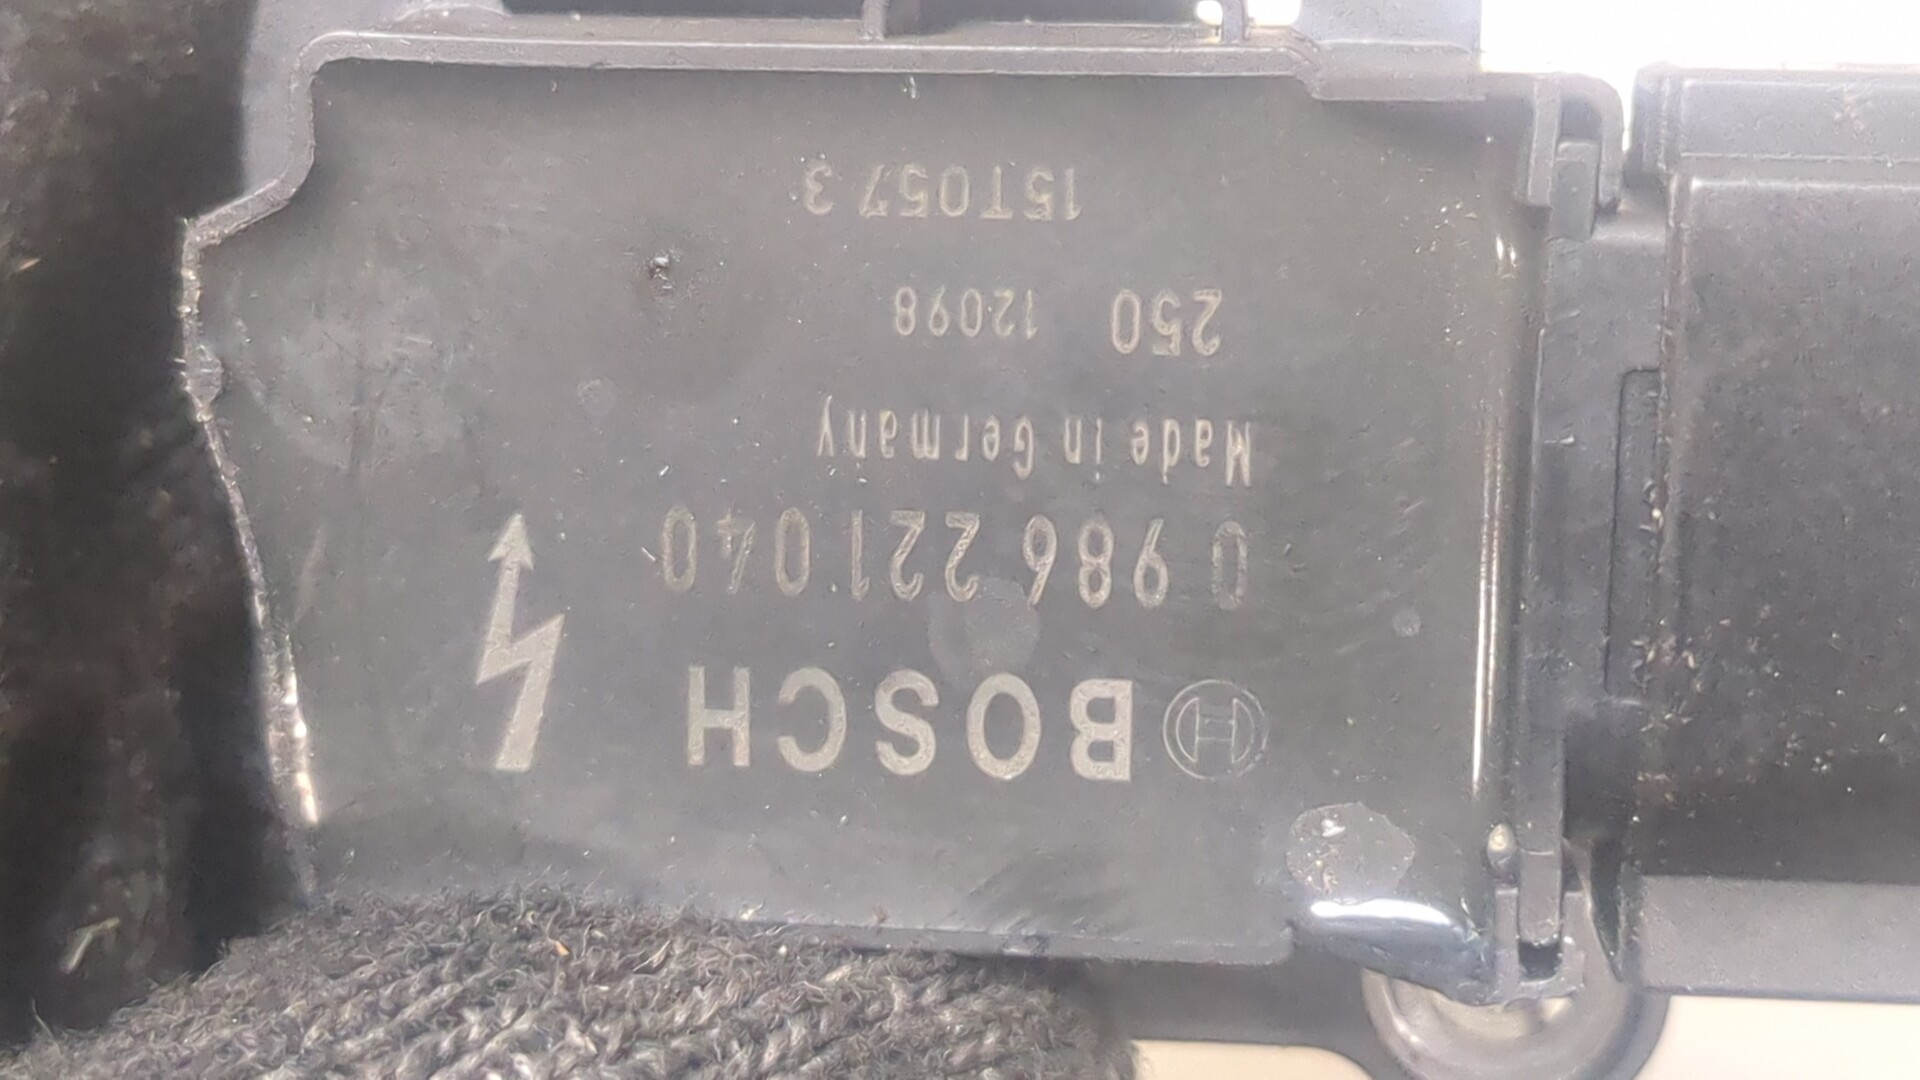 BOSCH
0 986 221 040
Made in Germany
250 12098
15T057 3